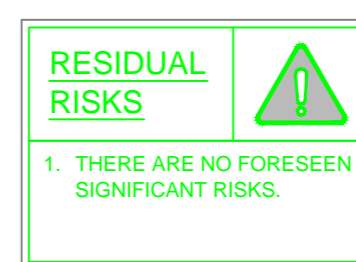 RESIDUAL
RISKS
1. THERE ARE NO FORESEEN
SIGNIFICANT RISKS.